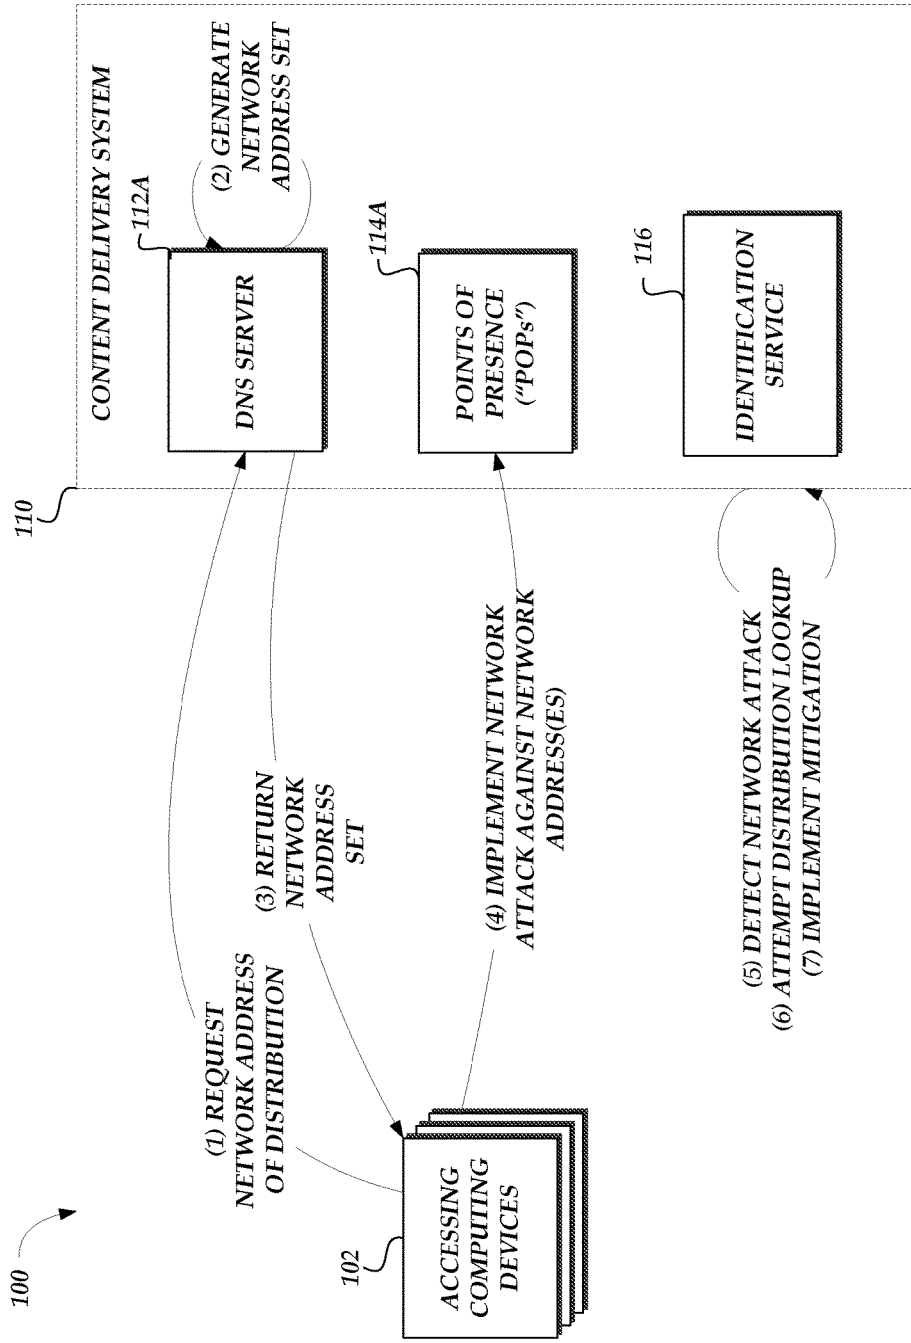 100
110
CONTENT DELIVERY SYSTEM
112A
DNS SERVER
(2) GENERATE
NETWORK
ADDRESS SET
(1) REQUEST
NETWORK ADDRESS
OF DISTRIBUTION
(3) RETURN
NETWORK
ADDRESS
SET
102
ACCESSING
COMPUTING
DEVICES
(4) IMPLEMENT NETWORK
ATTACK AGAINST NETWORK
ADDRESS(ES)
114A
POINTS OF
PRESENCE
(“POPs”)
116
IDENTIFICATION
SERVICE
(5) DETECT NETWORK ATTACK
(6) ATTEMPT DISTRIBUTION LOOKUP
(7) IMPLEMENT MITIGATION